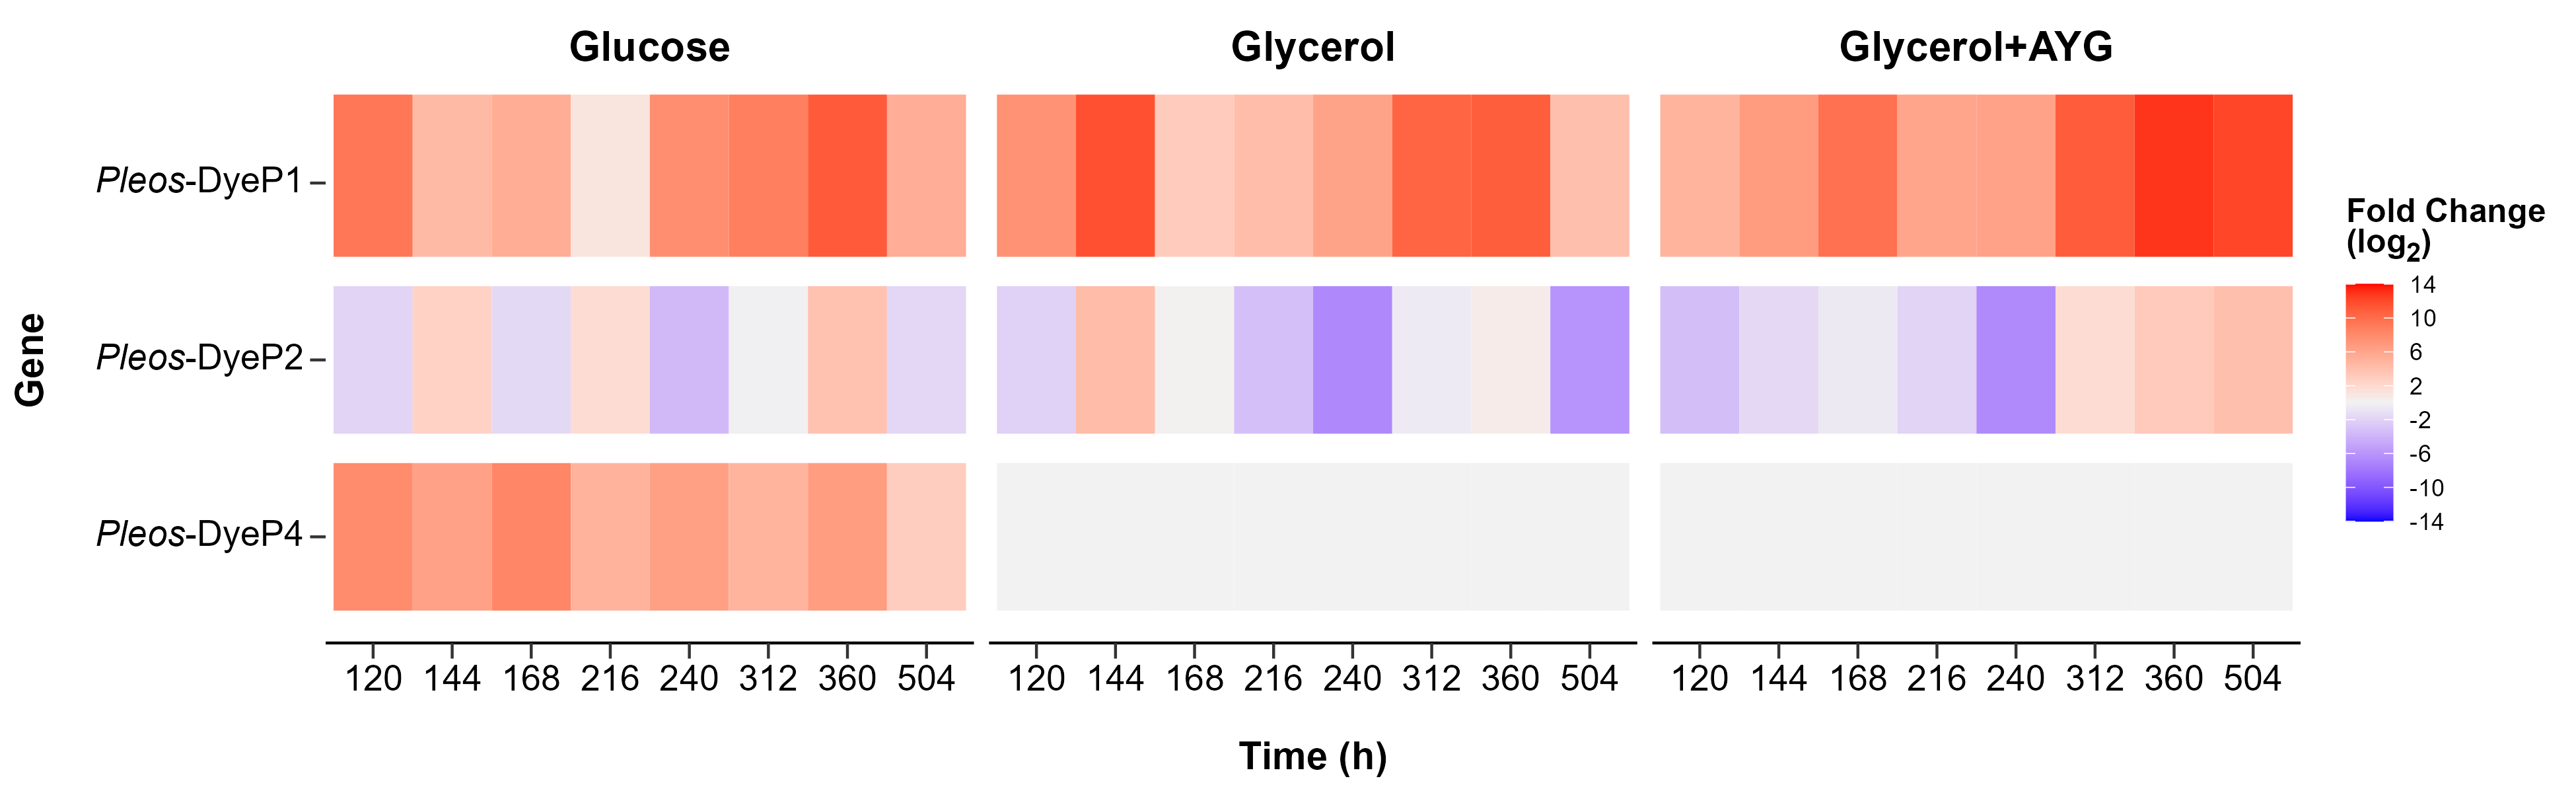 Glucose Glycerol Glycerol+AYG
Pleos-DyeP1
Pleos-DyeP2
Pleos-DyeP4
Gene
120 144 168 216 240 312 360 504 120 144 168 216 240 312 360 504 120 144 168 216 240 312 360 504
Time (h)
Fold Change
(log2)
14
10
6
2
-2
-6
-10
-14